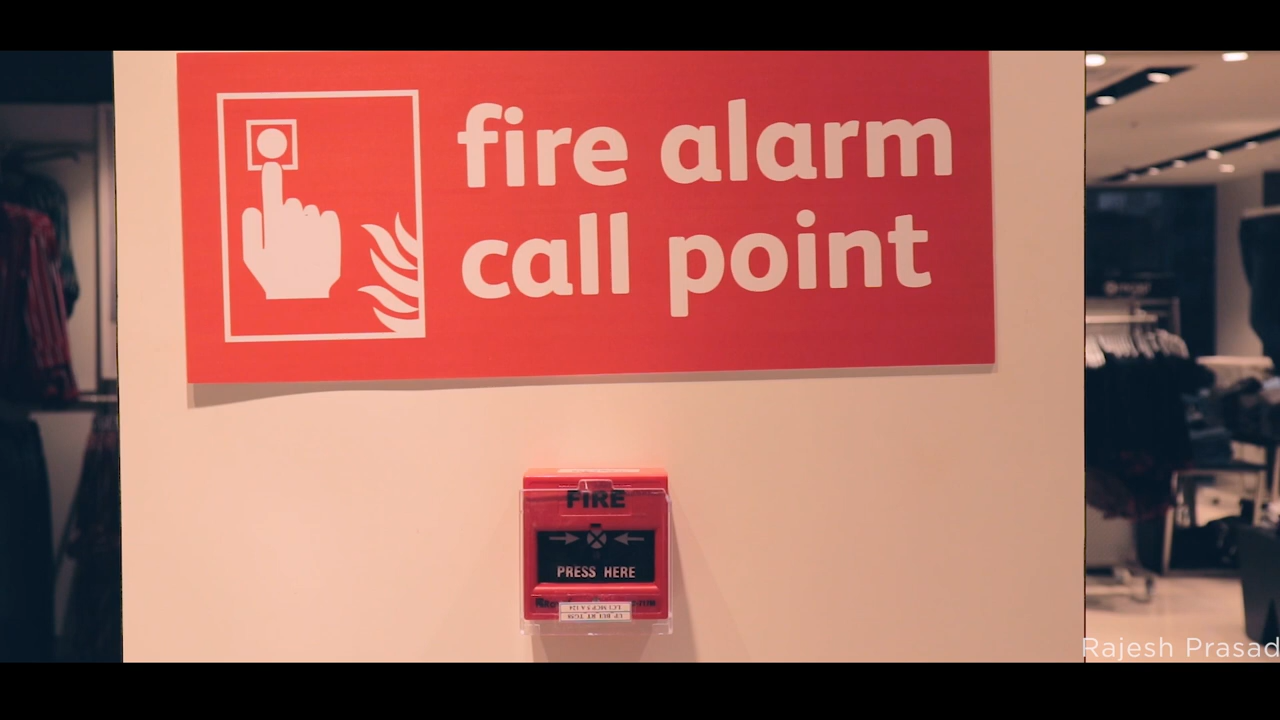 fire alarm
call point
FIRE
PRESS HERE
Rajesh Prasad